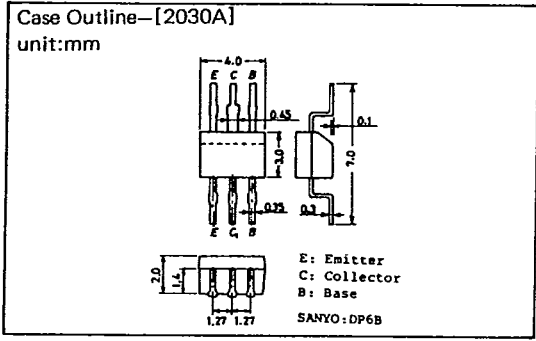 Case Outline—[2030A]
unit:mm
4.0
E C B
0.45
0.1
3.0
7.0
0.35
0.3
E C B
2.0
1.4
1.27 1.27
E: Emitter
C: Collector
B: Base
SANYO:DP6B